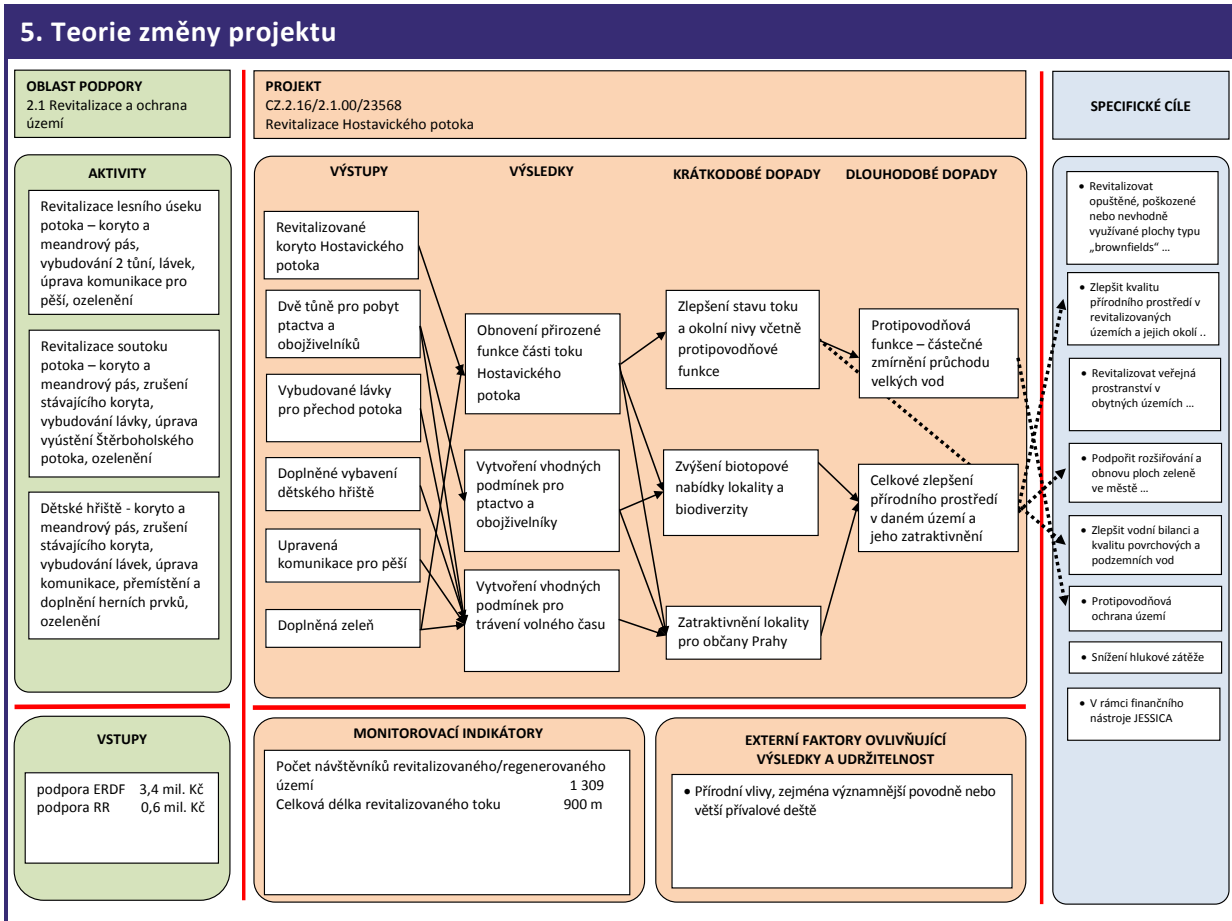 5. Teorie změny projektu
OBLAST PODPORY
2.1 Revitalizace a ochrana
území
AKTIVITY
Revitalizace lesního úseku
potoka – koryto a
meandrový pás,
vybudování 2 tůní, lávek,
úprava komunikace pro
pěší, ozelenění
Revitalizace soutoku
potoka – koryto a
meandrový pás, zrušení
stávajícího koryta,
vybudování lávky, úprava
vyústění Štěrboholského
potoka, ozelenění
Dětské hřiště - koryto a
meandrový pás, zrušení
stávajícího koryta,
vybudování lávek, úprava
komunikace, přemístění a
doplnění herních prvků,
ozelenění
VSTUPY
podpora ERDF 3,4 mil. Kč
podpora RR 0,6 mil. Kč
PROJEKT
CZ.2.16/2.1.00/23568
Revitalizace Hostavického potoka
VÝSTUPY
Revitalizované
koryto Hostavického
potoka
Dvě tůně pro pobyt
ptactva a
obojživelníků
Vybudované lávky
pro přechod potoka
Doplněné vybavení
dětského hřiště
Upravená
komunikace pro pěší
Doplněná zeleň
VÝSLEDKY
Obnovení přirozené
funkce části toku
Hostavického
potoka
Vytvoření vhodných
podmínek pro
ptactvo a
obojživelníky
Vytvoření vhodných
podmínek pro
trávení volného času
KRÁTKODOBÉ DOPADY
Zlepšení stavu toku
a okolní nivy včetně
protipovodňové
funkce
Zvýšení biotopové
nabídky lokality a
biodiverzity
Zatraktivnění lokality
pro občany Prahy
DLOUHODOBÉ DOPADY
Protipovodňová
funkce – částečné
zmírnění průchodu
velkých vod
Celkové zlepšení
přírodního prostředí
v daném území a
jeho zatraktivnění
MONITOROVACÍ INDIKÁTORY
Počet návštěvníků revitalizovaného/regenerovaného
území 1 309
Celková délka revitalizovaného toku 900 m
EXTERNÍ FAKTORY OVLIVŇUJÍCÍ
VÝSLEDKY A UDRŽITELNOST
• Přírodní vlivy, zejména významnější povodně nebo
větší přívalové deště
SPECIFICKÉ CÍLE
• Revitalizovat
opuštěné, poškozené
nebo nevhodně
využívané plochy typu
„brownfields“ ...
• Zlepšit kvalitu
přírodního prostředí v
revitalizovaných
územích a jejich okolí ..
• Revitalizovat veřejná
prostranství v
obytných územích ...
• Podpořit rozšiřování a
obnovu ploch zeleně
ve městě ...
• Zlepšit vodní bilanci a
kvalitu povrchových a
podzemních vod
• Protipovodňová
ochrana území
• Snížení hlukové zátěže
• V rámci finančního
nástroje JESSICA